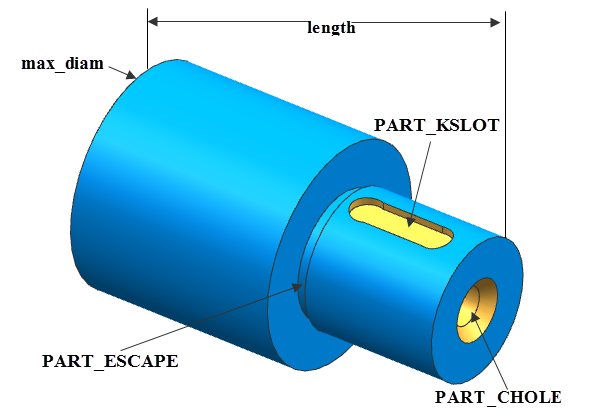 length
max_diam
PART_KSLOT
PART_ESCAPE
PART_CHOLE